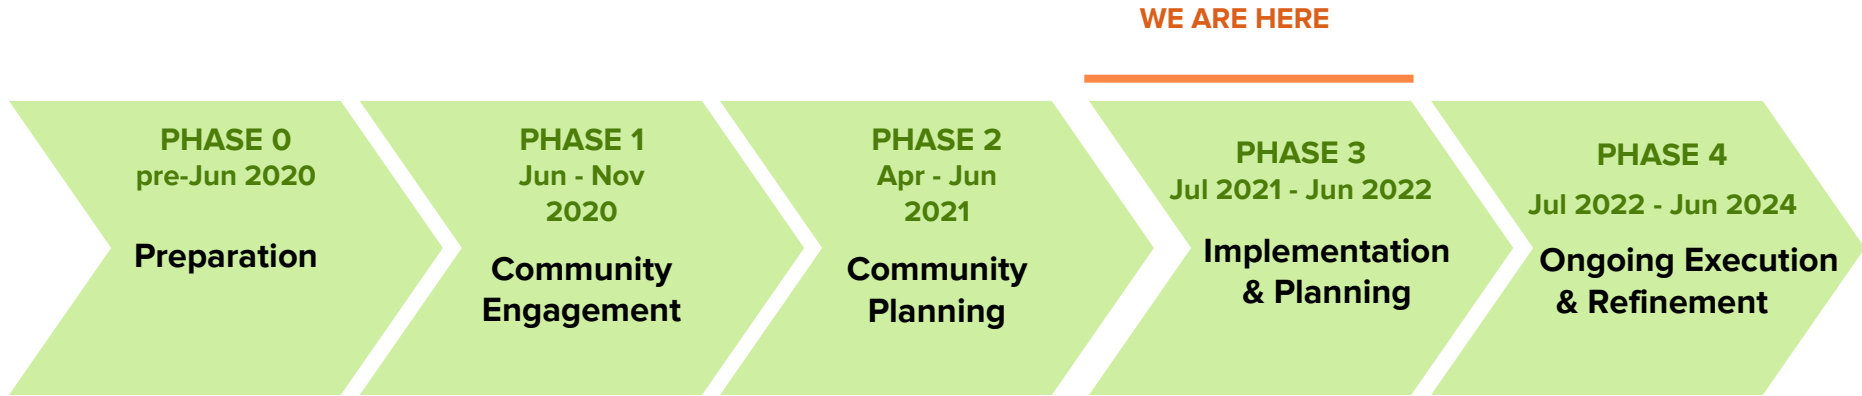 WE ARE HERE
PHASE 0
pre-Jun 2020
Preparation
PHASE 1
Jun - Nov
2020
Community
Engagement
PHASE 2
Apr - Jun
2021
Community
Planning
PHASE 3
Jul 2021 - Jun 2022
Implementation
& Planning
PHASE 4
Jul 2022 - Jun 2024
Ongoing Execution
& Refinement